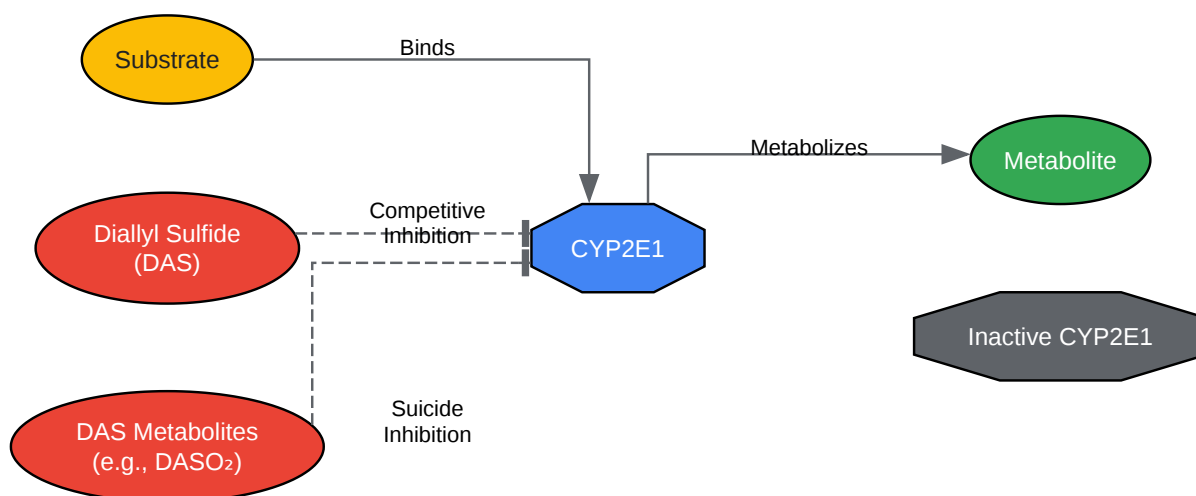 Substrate
Binds
Metabolizes
Metabolite
Diallyl Sulfide
(DAS)
Competitive
Inhibition
CYP2E1
Inactive CYP2E1
DAS Metabolites
(e.g., DASO₂)
Suicide
Inhibition